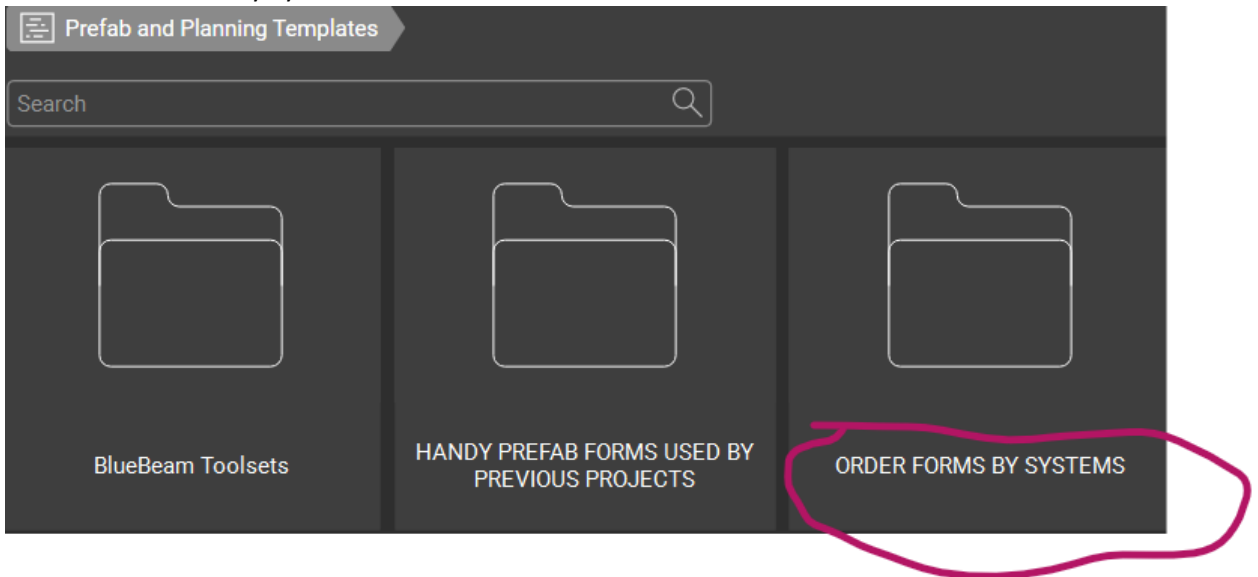 Prefab and Planning Templates
Search
BlueBeam Toolsets
HANDY PREFAB FORMS USED BY
PREVIOUS PROJECTS
ORDER FORMS BY SYSTEMS